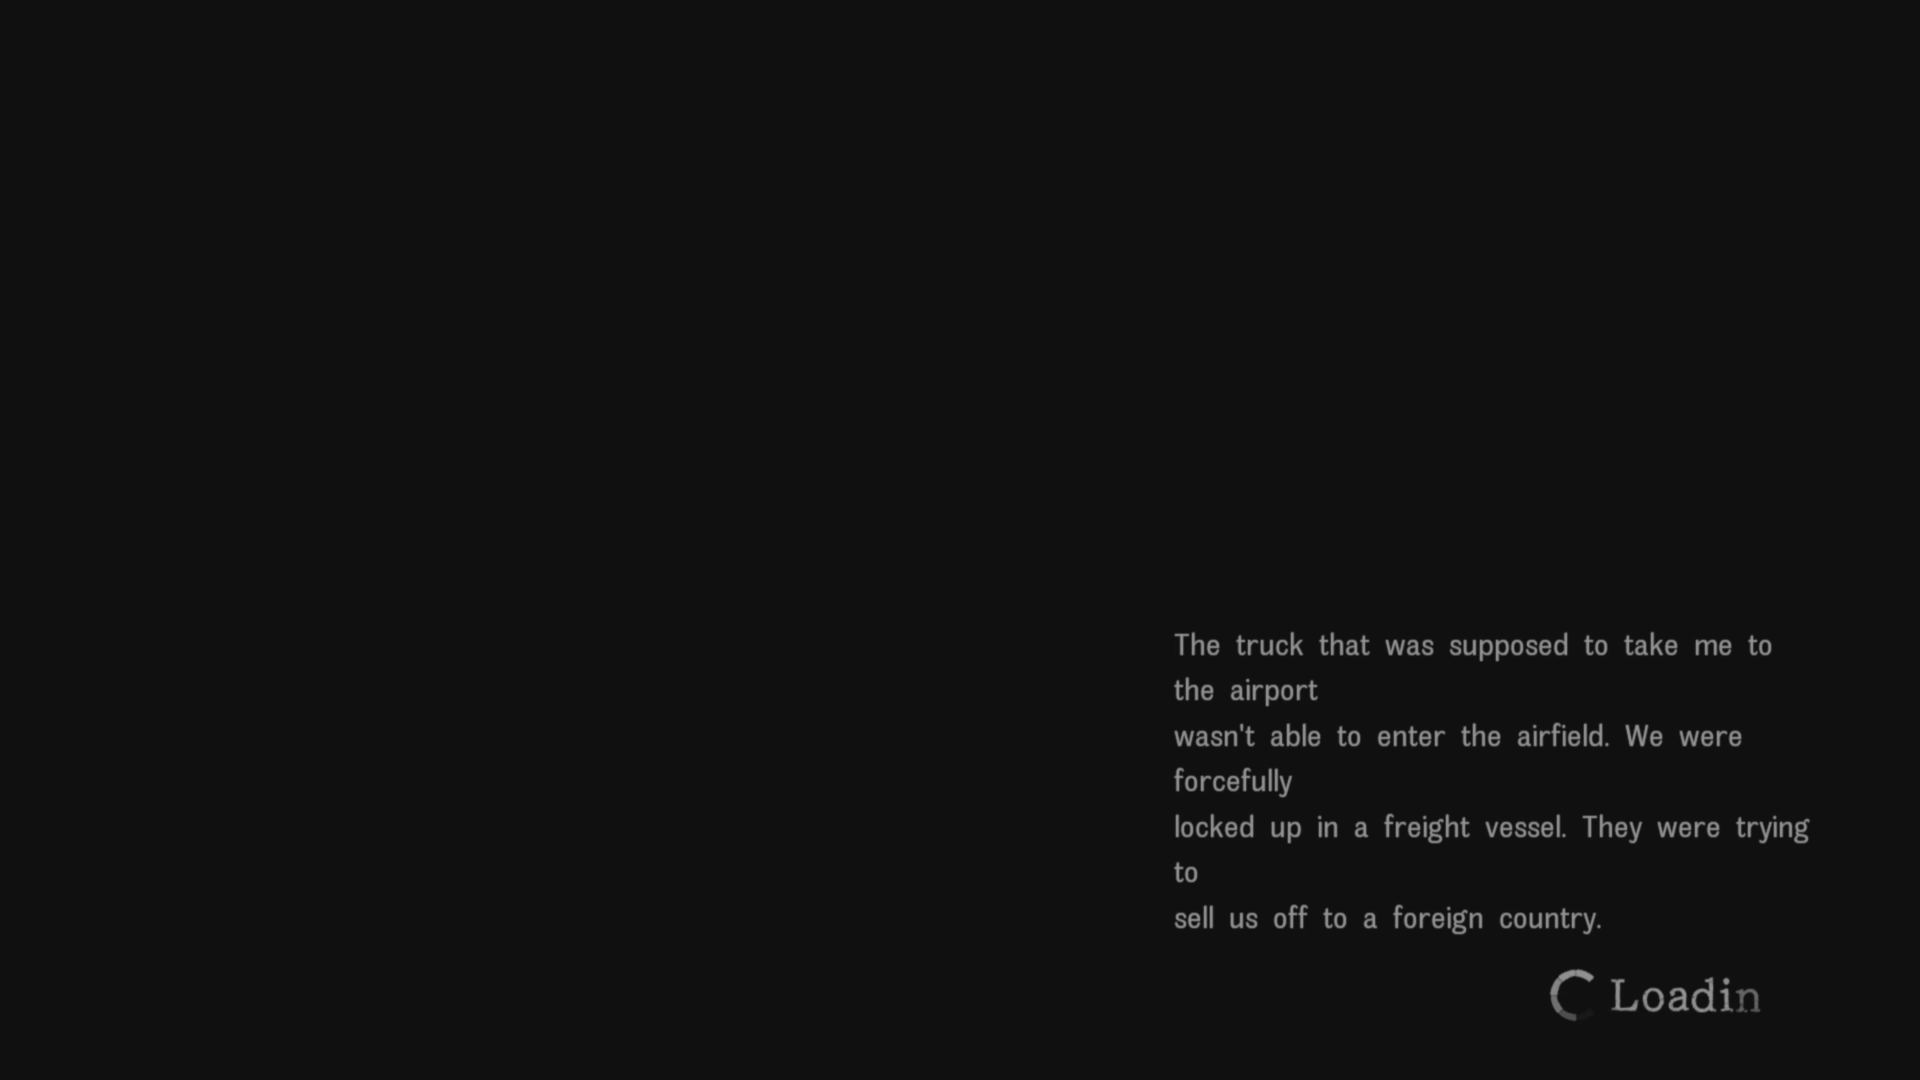 The truck that was supposed to take me to
the airport
wasn't able to enter the airfield. We were
forcefully
locked up in a freight vessel. They were trying
to
sell us off to a foreign country.
Loadin